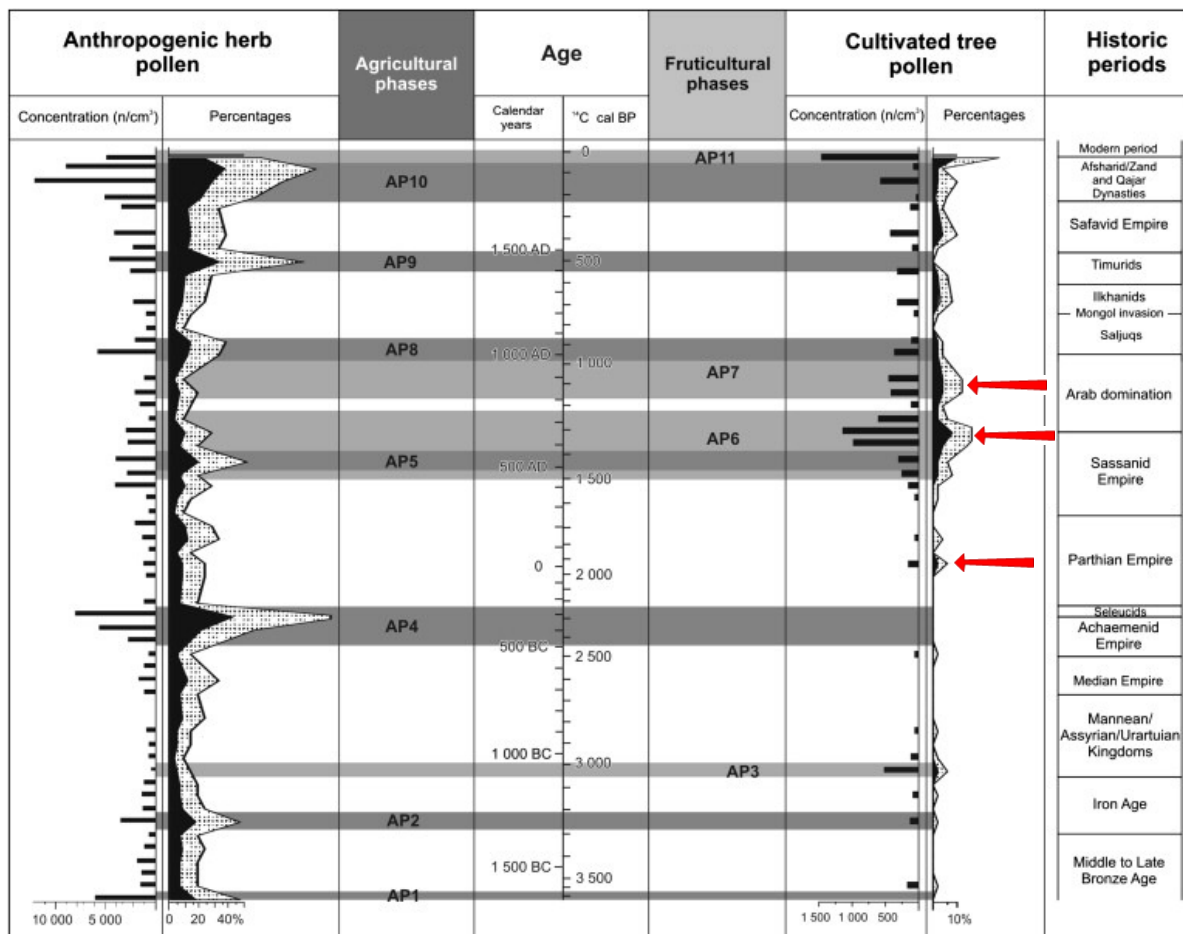 Anthropogenic herb
pollen
Agricultural
phases
Age
Fruticultural
phases
Cultivated tree
pollen
Historic
periods
Concentration (n/cm³)
Percentages
Calendar
years
¹⁴C cal BP
Concentration (n/cm³)
Percentages
0
AP11
Modern period
AP10
Afsharid/Zand
and Qajar
Dynasties
Safavid Empire
1,500 AD
AP9
500
Timurids
Ilkhanids
Mongol invasion
Saljuqs
AP8
1 000 AD
1 000
AP7
Arab domination
AP6
AP5
500 AD
1 500
Sassanid
Empire
0
2 000
Parthian Empire
Seleucids
AP4
Achaemenid
Empire
500 BC
2 500
Median Empire
Mannean/
Assyrian/Urartuian
Kingdoms
1 000 BC
3 000
AP3
Iron Age
AP2
1 500 BC
3 500
Middle to Late
Bronze Age
AP1
10 000 5 000 0 20 40% 1 500 1 000 500 10%